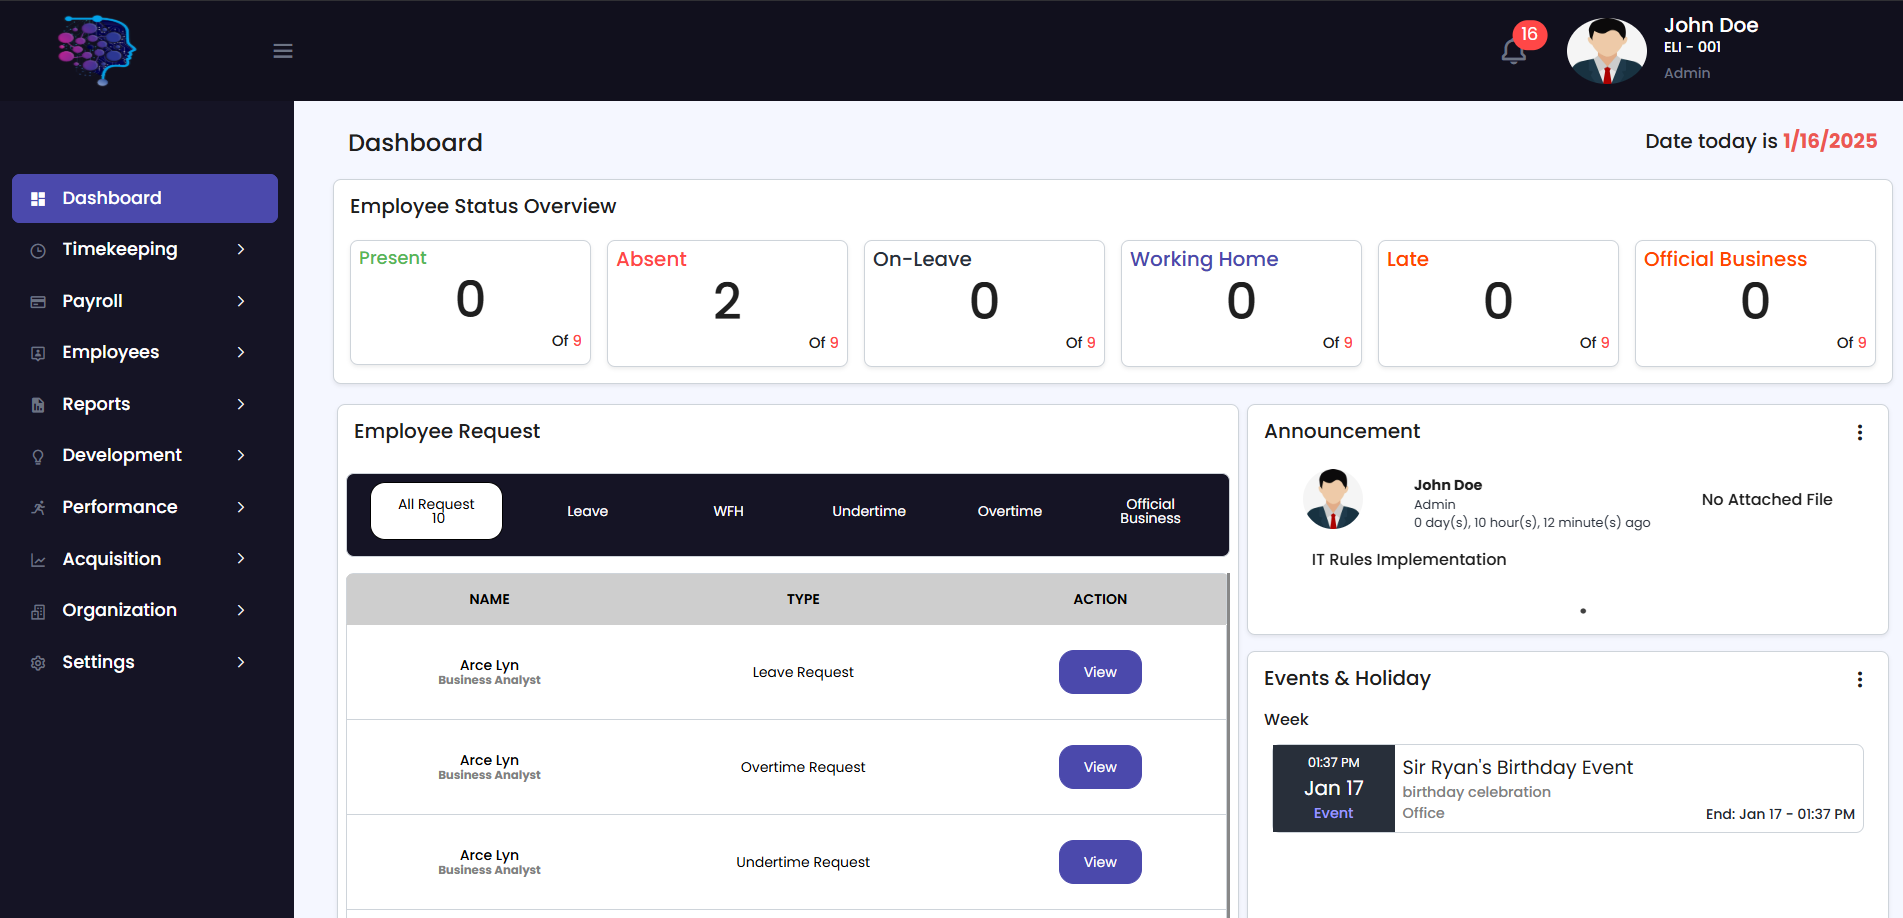 16
John Doe
ELI - 001
Admin
Dashboard
Timekeeping
Payroll
Employees
Reports
Development
Performance
Acquisition
Organization
Settings
Dashboard
Date today is 1/16/2025
Employee Status Overview
Present
0
Of 9
Absent
2
Of 9
On-Leave
0
Of 9
Working Home
0
Of 9
Late
0
Of 9
Official Business
0
Of 9
Employee Request
All Request
10
Leave
WFH
Undertime
Overtime
Official
Business
NAME TYPE ACTION
Arce Lyn
Business Analyst
Leave Request
View
Arce Lyn
Business Analyst
Overtime Request
View
Arce Lyn
Business Analyst
Undertime Request
View
Announcement
John Doe
Admin
0 day(s), 10 hour(s), 12 minute(s) ago
No Attached File
IT Rules Implementation
Events & Holiday
Week
01:37 PM
Jan 17
Event
Sir Ryan's Birthday Event
birthday celebration
Office
End: Jan 17 - 01:37 PM